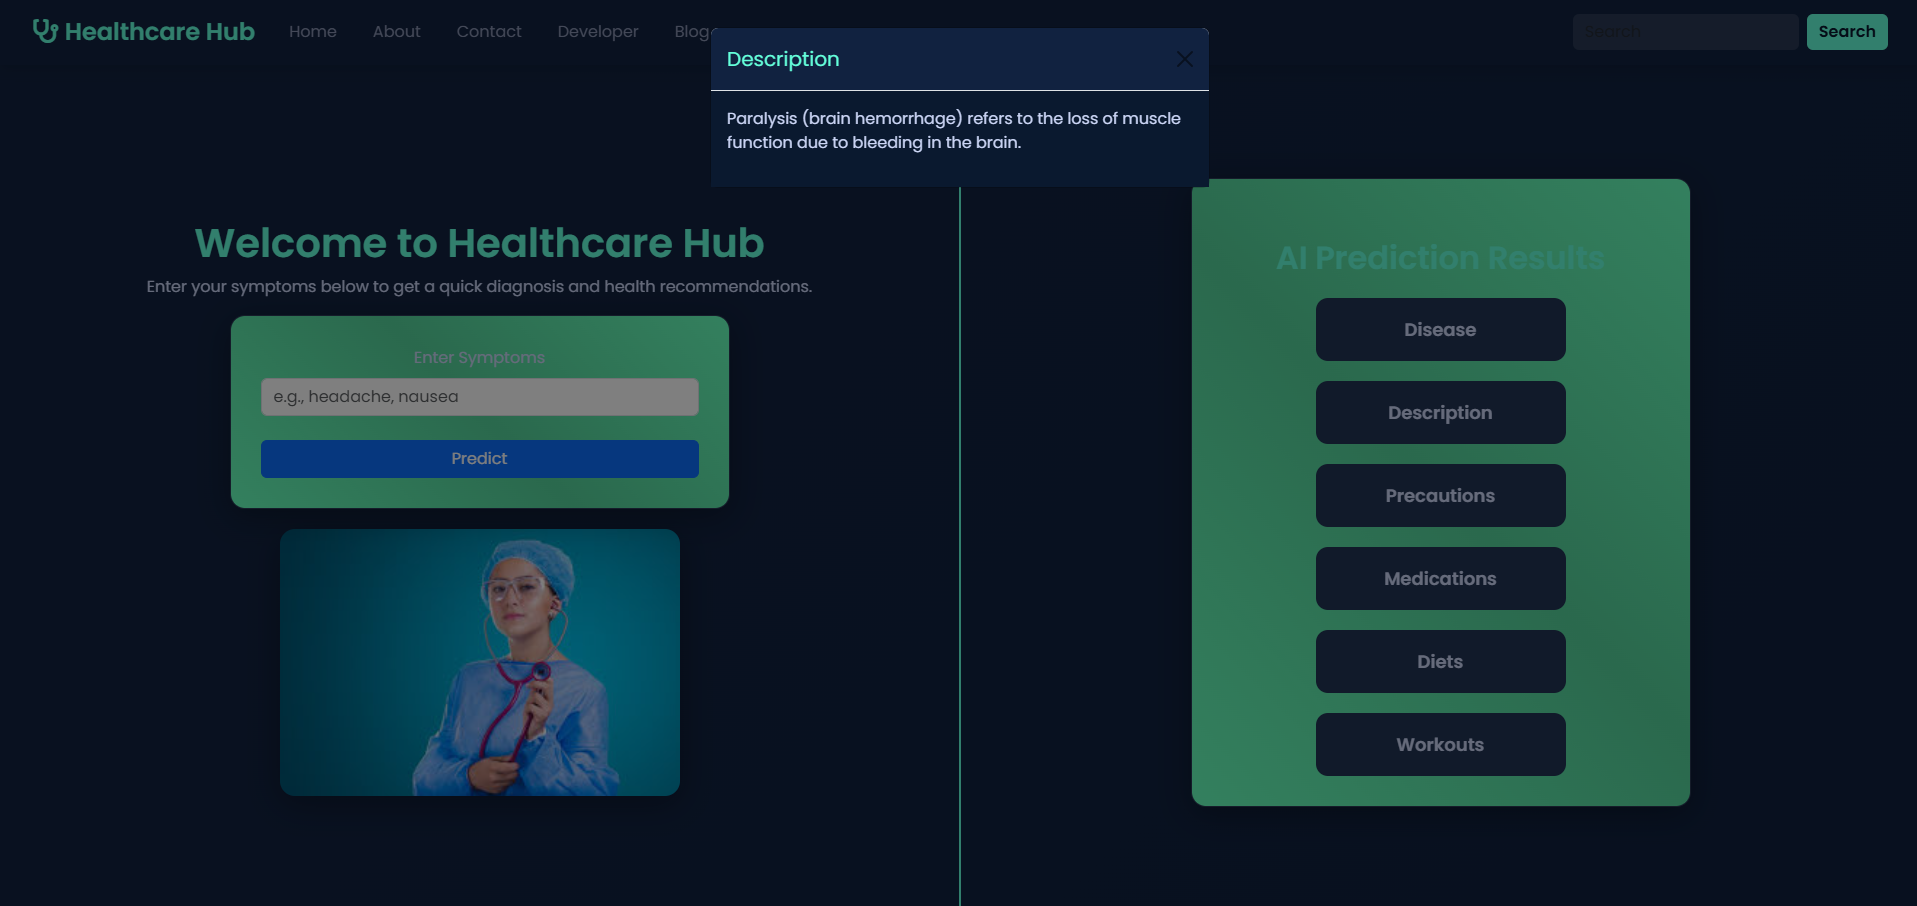 Healthcare Hub
Home
About
Contact
Developer
Blog
Search
Search
Description
Paralysis (brain hemorrhage) refers to the loss of muscle
function due to bleeding in the brain.
Welcome to Healthcare Hub
Enter your symptoms below to get a quick diagnosis and health recommendations.
Enter Symptoms
e.g., headache, nausea
Predict
AI Prediction Results
Disease
Description
Precautions
Medications
Diets
Workouts